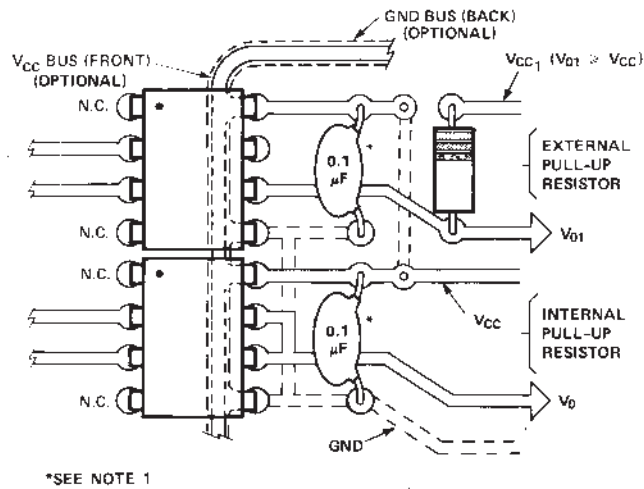 GND BUS (BACK)
(OPTIONAL)
VCC BUS (FRONT)
(OPTIONAL)
VCC1 (V01 ≥ VCC)
N.C.
0.1
μF
*
EXTERNAL
PULL-UP
RESISTOR
N.C.
V01
N.C.
0.1
μF
*
VCC
INTERNAL
PULL-UP
RESISTOR
N.C.
V0
GND
*SEE NOTE 1